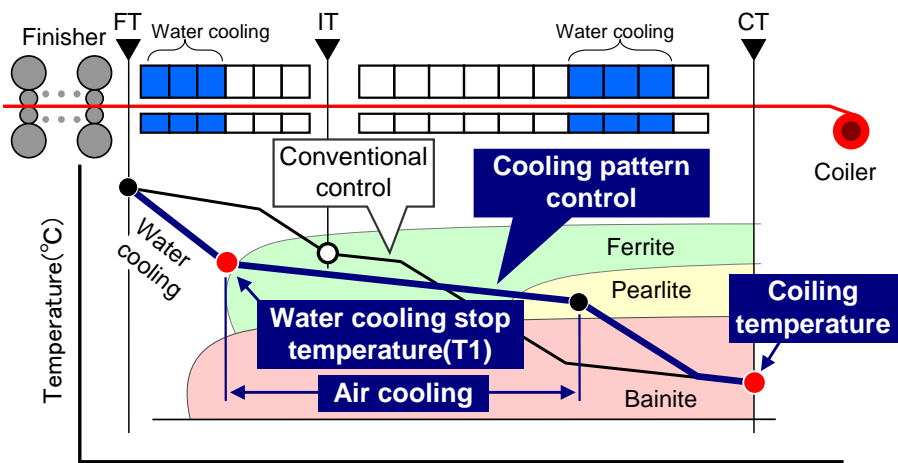 FT
IT
CT
Finisher
Water cooling
Water cooling
Conventional
control
Cooling pattern
control
Coiler
Temperature(℃)
Water
cooling
Ferrite
Pearlite
Water cooling stop
temperature(T1)
Coiling
temperature
Air cooling
Bainite